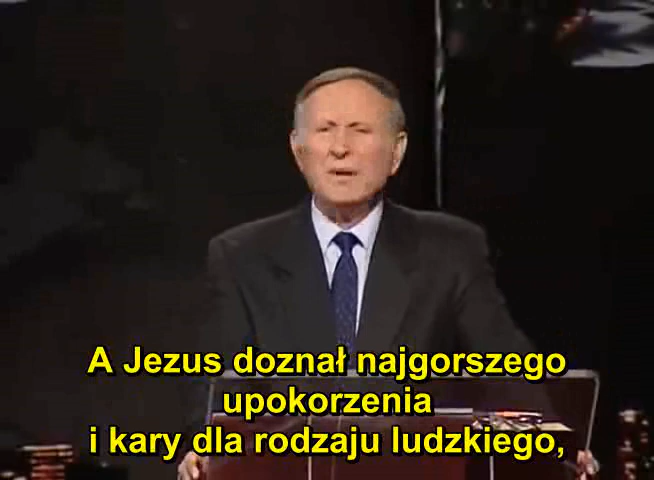 A Jezus doznał najgorszego
upokorzenia
i kary dla rodzaju ludzkiego,